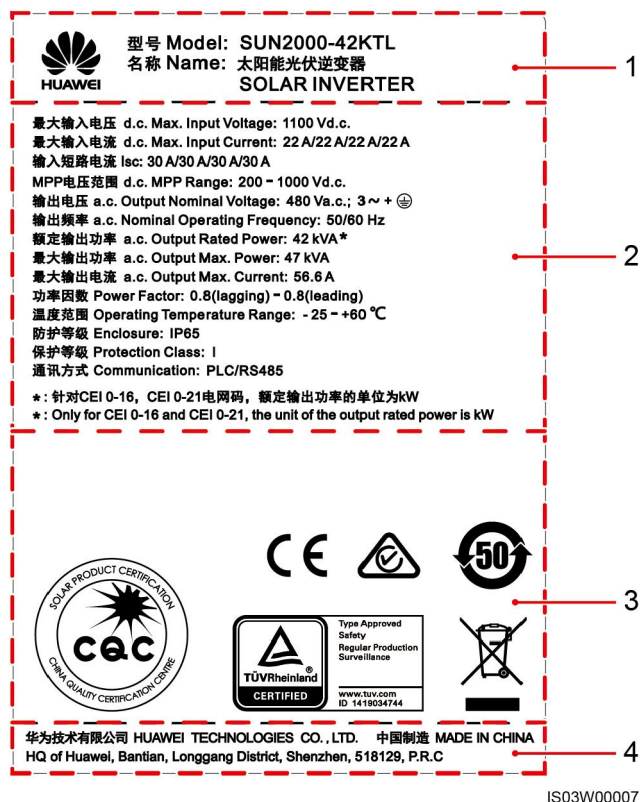 HUAWEI
型号 Model: SUN2000-42KTL
名称 Name: 太阳能光伏逆变器
SOLAR INVERTER
1
最大输入电压 d.c. Max. Input Voltage: 1100 Vd.c.
最大输入电流 d.c. Max. Input Current: 22 A/22 A/22 A/22 A
输入短路电流 Isc: 30 A/30 A/30 A/30 A
MPP电压范围 d.c. MPP Range: 200 - 1000 Vd.c.
输出电压 a.c. Output Nominal Voltage: 480 Va.c.; 3~ + ⏚
输出频率 a.c. Nominal Operating Frequency: 50/60 Hz
额定输出功率 a.c. Output Rated Power: 42 kVA*
最大输出功率 a.c. Output Max. Power: 47 kVA
最大输出电流 a.c. Output Max. Current: 56.6 A
功率因数 Power Factor: 0.8(lagging) - 0.8(leading)
温度范围 Operating Temperature Range: - 25 - +60 ℃
防护等级 Enclosure: IP65
保护等级 Protection Class: I
通讯方式 Communication: PLC/RS485
*: 针对CEI 0-16, CEI 0-21电网码, 额定输出功率的单位为kW
*: Only for CEI 0-16 and CEI 0-21, the unit of the output rated power is kW
2
CE
50
SOLAR PRODUCT CERTIFICATION
CQC
CHINA QUALITY CERTIFICATION CENTRE
TÜVRheinland®
CERTIFIED
Type Approved
Safety
Regular Production
Surveillance
www.tuv.com
ID 1419034744
3
华为技术有限公司 HUAWEI TECHNOLOGIES CO., LTD. 中国制造 MADE IN CHINA
HQ of Huawei, Bantian, Longgang District, Shenzhen, 518129, P.R.C
4
IS03W00007